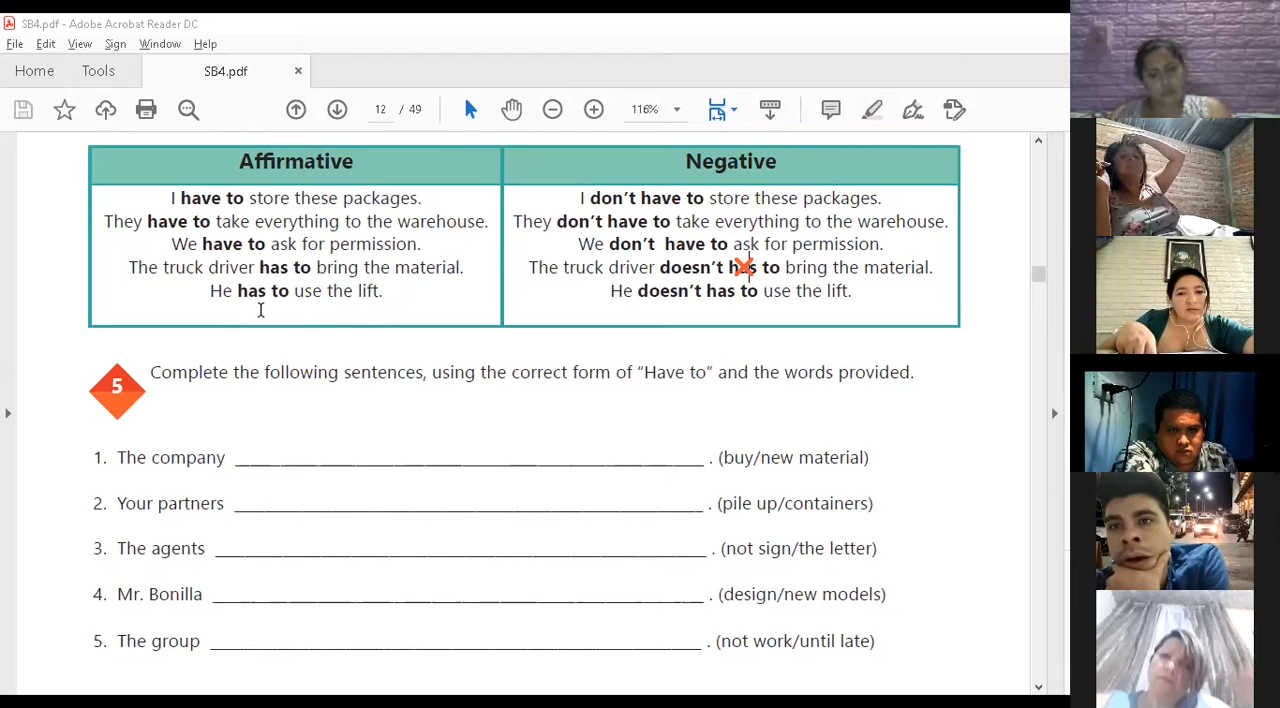 SB4.pdf - Adobe Acrobat Reader DC
File Edit View Sign Window Help
Home Tools SB4.pdf ×
12 / 49 116%
Affirmative Negative
I have to store these packages. I don't have to store these packages.
They have to take everything to the warehouse. They don't have to take everything to the warehouse.
We have to ask for permission. We don't have to ask for permission.
The truck driver has to bring the material. The truck driver doesn't has to bring the material.
He has to use the lift. He doesn't has to use the lift.
5 Complete the following sentences, using the correct form of "Have to" and the words provided.
1. The company ____________________ . (buy/new material)
2. Your partners ____________________ . (pile up/containers)
3. The agents ____________________ . (not sign/the letter)
4. Mr. Bonilla ____________________ . (design/new models)
5. The group ____________________ . (not work/until late)